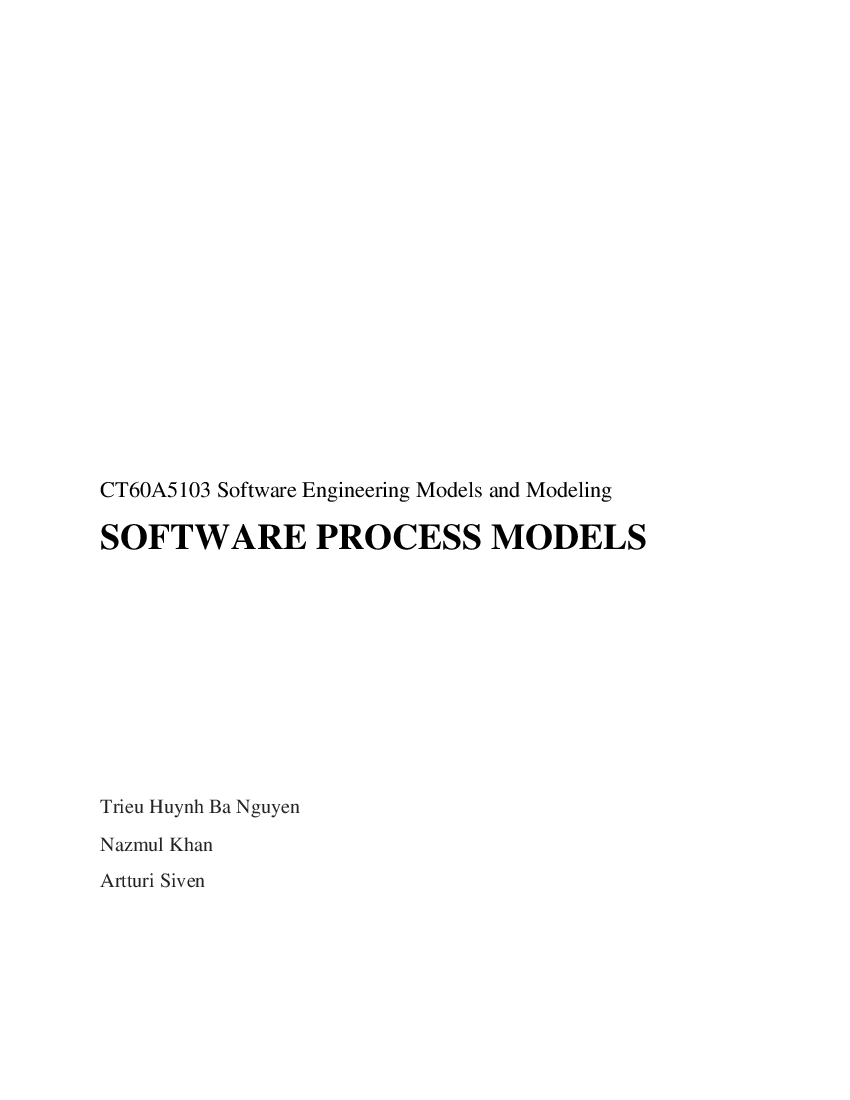 CT60A5103 Software Engineering Models and Modeling
SOFTWARE PROCESS MODELS
Trieu Huynh Ba Nguyen
Nazmul Khan
Artturi Siven